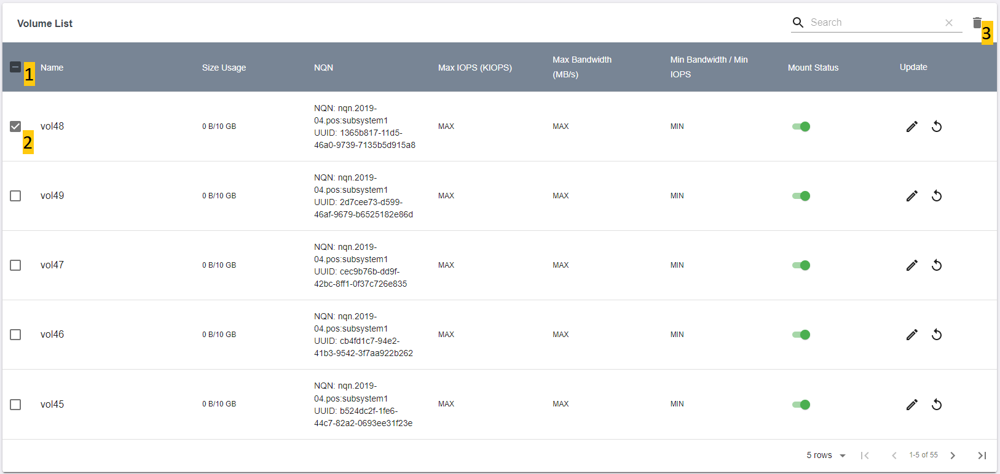 Volume List
Search
3
1
Name
Size Usage
NQN
Max IOPS (KIOPS)
Max Bandwidth
(MB/s)
Min Bandwidth / Min
IOPS
Mount Status
Update
2
vol48
0 B/10 GB
NQN: nqn.2019-
04.pos:subsystem1
UUID: 1365b817-11d5-
46a0-9739-7135b5d915a8
MAX
MAX
MIN
vol49
0 B/10 GB
NQN: nqn.2019-
04.pos:subsystem1
UUID: 2d7cee73-d599-
46af-9679-b6525182e86d
MAX
MAX
MIN
vol47
0 B/10 GB
NQN: nqn.2019-
04.pos:subsystem1
UUID: cec9b76b-dd9f-
42bc-8ff1-0f37c726e835
MAX
MAX
MIN
vol46
0 B/10 GB
NQN: nqn.2019-
04.pos:subsystem1
UUID: cb4fd1c7-94e2-
41b3-9542-3f7aa922b262
MAX
MAX
MIN
vol45
0 B/10 GB
NQN: nqn.2019-
04.pos:subsystem1
UUID: b524dc2f-1fe6-
44c7-82a2-0693ee31f23e
MAX
MAX
MIN
5 rows
1-5 of 55